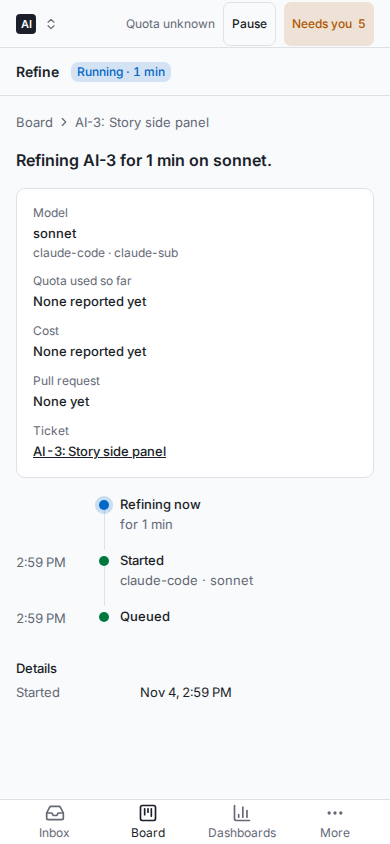 AI
Quota unknown
Pause
Needs you 5
Refine
Running · 1 min
Board > AI-3: Story side panel
Refining AI-3 for 1 min on sonnet.
Model
sonnet
claude-code · claude-sub
Quota used so far
None reported yet
Cost
None reported yet
Pull request
None yet
Ticket
AI-3: Story side panel
Refining now
for 1 min
2:59 PM Started
claude-code · sonnet
2:59 PM Queued
Details
Started Nov 4, 2:59 PM
Inbox
Board
Dashboards
More